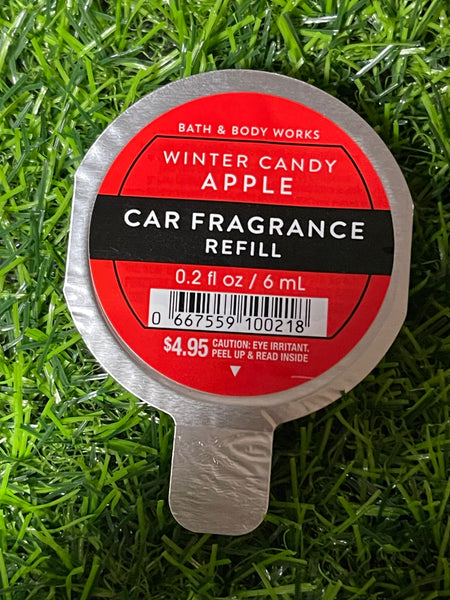 BATH & BODY WORKS
WINTER CANDY
APPLE
CAR FRAGRANCE
REFILL
0.2 fl oz / 6 mL
0 667559 100218
$4.95 CAUTION: EYE IRRITANT.
PEEL UP & READ INSIDE